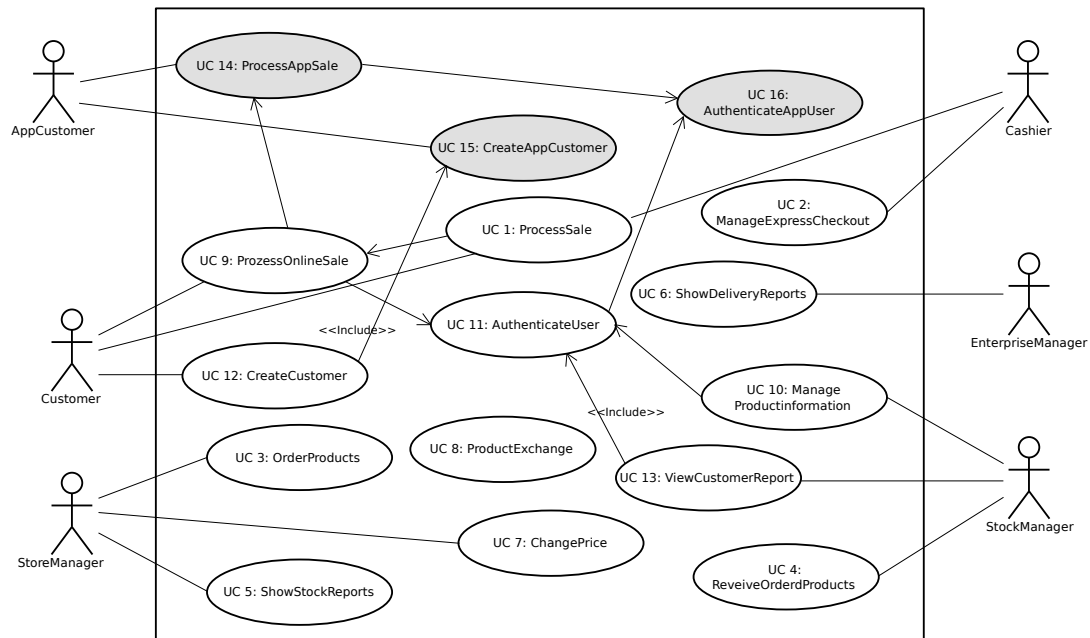 UC 14: ProcessAppSale
UC 16:
AuthenticateAppUser
AppCustomer
Cashier
UC 15: CreateAppCustomer
UC 2:
ManageExpressCheckout
UC 1: ProcessSale
UC 9: ProzessOnlineSale
UC 6: ShowDeliveryReports
UC 11: AuthenticateUser
<<Include>>
EnterpriseManager
UC 12: CreateCustomer
Customer
UC 10: Manage
Productinformation
<<Include>>
UC 8: ProductExchange
UC 3: OrderProducts
UC 13: ViewCustomerReport
StockManager
StoreManager
UC 7: ChangePrice
UC 4:
ReveiveOrderdProducts
UC 5: ShowStockReports